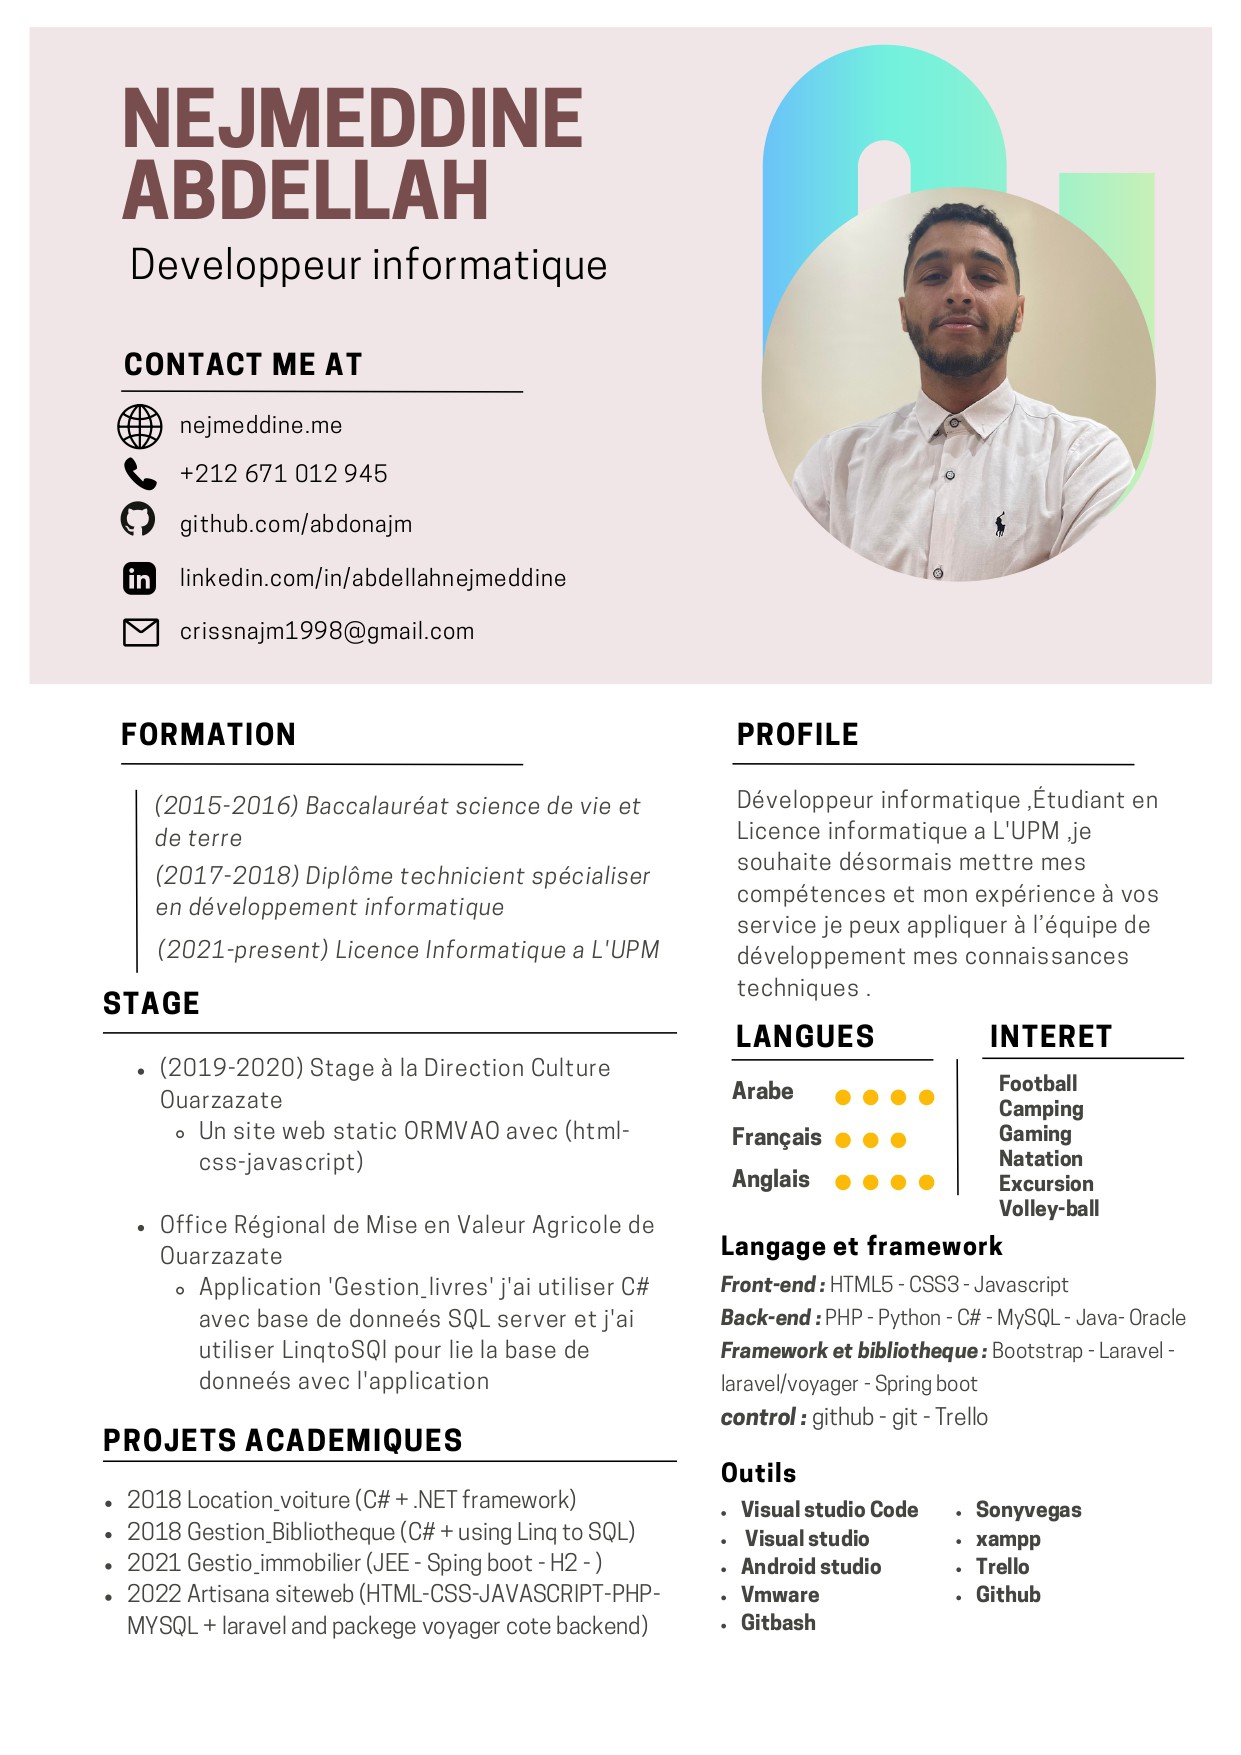 NEJMEDDINE
ABDELLAH
Developpeur informatique
CONTACT ME AT
nejmeddine.me
+212 671 012 945
github.com/abdonajm
linkedin.com/in/abdellahnejmeddine
crissnajm1998@gmail.com
FORMATION
(2015-2016) Baccalauréat science de vie et
de terre
(2017-2018) Diplôme technicien spécialiser
en développement informatique
(2021-present) Licence Informatique a L'UPM
STAGE
(2019-2020) Stage à la Direction Culture
Ouarzazate
Un site web static ORMVAO avec (html-
css-javascript)
Office Régional de Mise en Valeur Agricole de
Ouarzazate
Application 'Gestion_livres' j'ai utiliser C#
avec base de donneés SQL server et j'ai
utiliser LinqtoSQl pour lie la base de
donneés avec l'application
PROJETS ACADEMIQUES
2018 Location_voiture (C# + .NET framework)
2018 Gestion_Bibliotheque (C# + using Linq to SQL)
2021 Gestio_immobilier (JEE - Sping boot - H2 - )
2022 Artisana siteweb (HTML-CSS-JAVASCRIPT-PHP-
MYSQL + laravel and packege voyager cote backend)
PROFILE
Développeur informatique ,Étudiant en
Licence informatique a L'UPM ,je
souhaite désormais mettre mes
compétences et mon expérience à vos
service je peux appliquer à l’équipe de
développement mes connaissances
techniques .
LANGUES
Arabe
Français
Anglais
INTERET
Football
Camping
Gaming
Natation
Excursion
Volley-ball
Langage et framework
Front-end : HTML5 - CSS3 - Javascript
Back-end : PHP - Python - C# - MySQL - Java- Oracle
Framework et bibliotheque : Bootstrap - Laravel -
laravel/voyager - Spring boot
control : github - git - Trello
Outils
Visual studio Code
Visual studio
Android studio
Vmware
Gitbash
Sonyvegas
xampp
Trello
Github